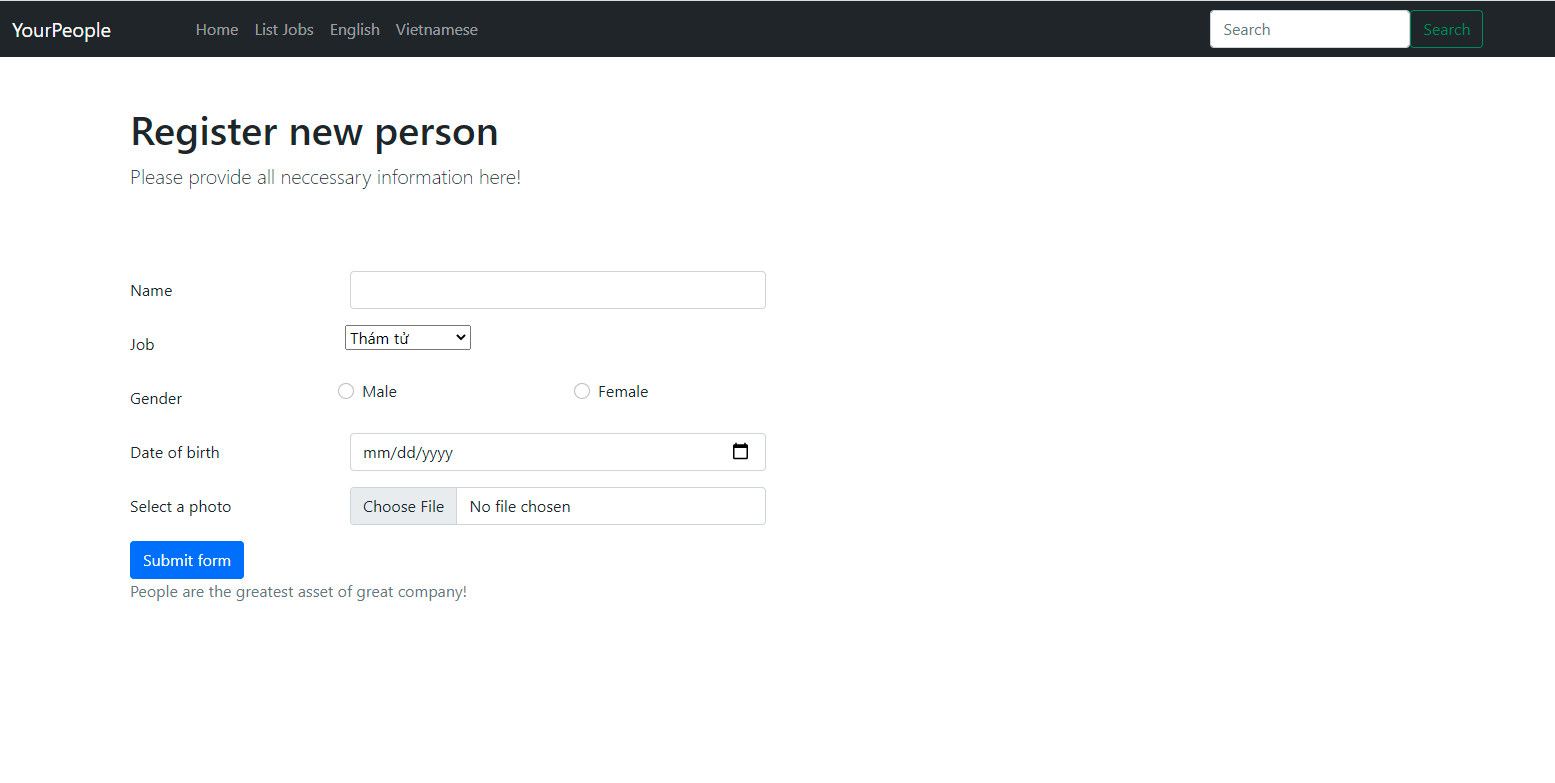 YourPeople Home List Jobs English Vietnamese Search Search
Register new person
Please provide all neccessary information here!
Name
Job Thám tử
Gender Male Female
Date of birth mm/dd/yyyy
Select a photo Choose File No file chosen
Submit form
People are the greatest asset of great company!